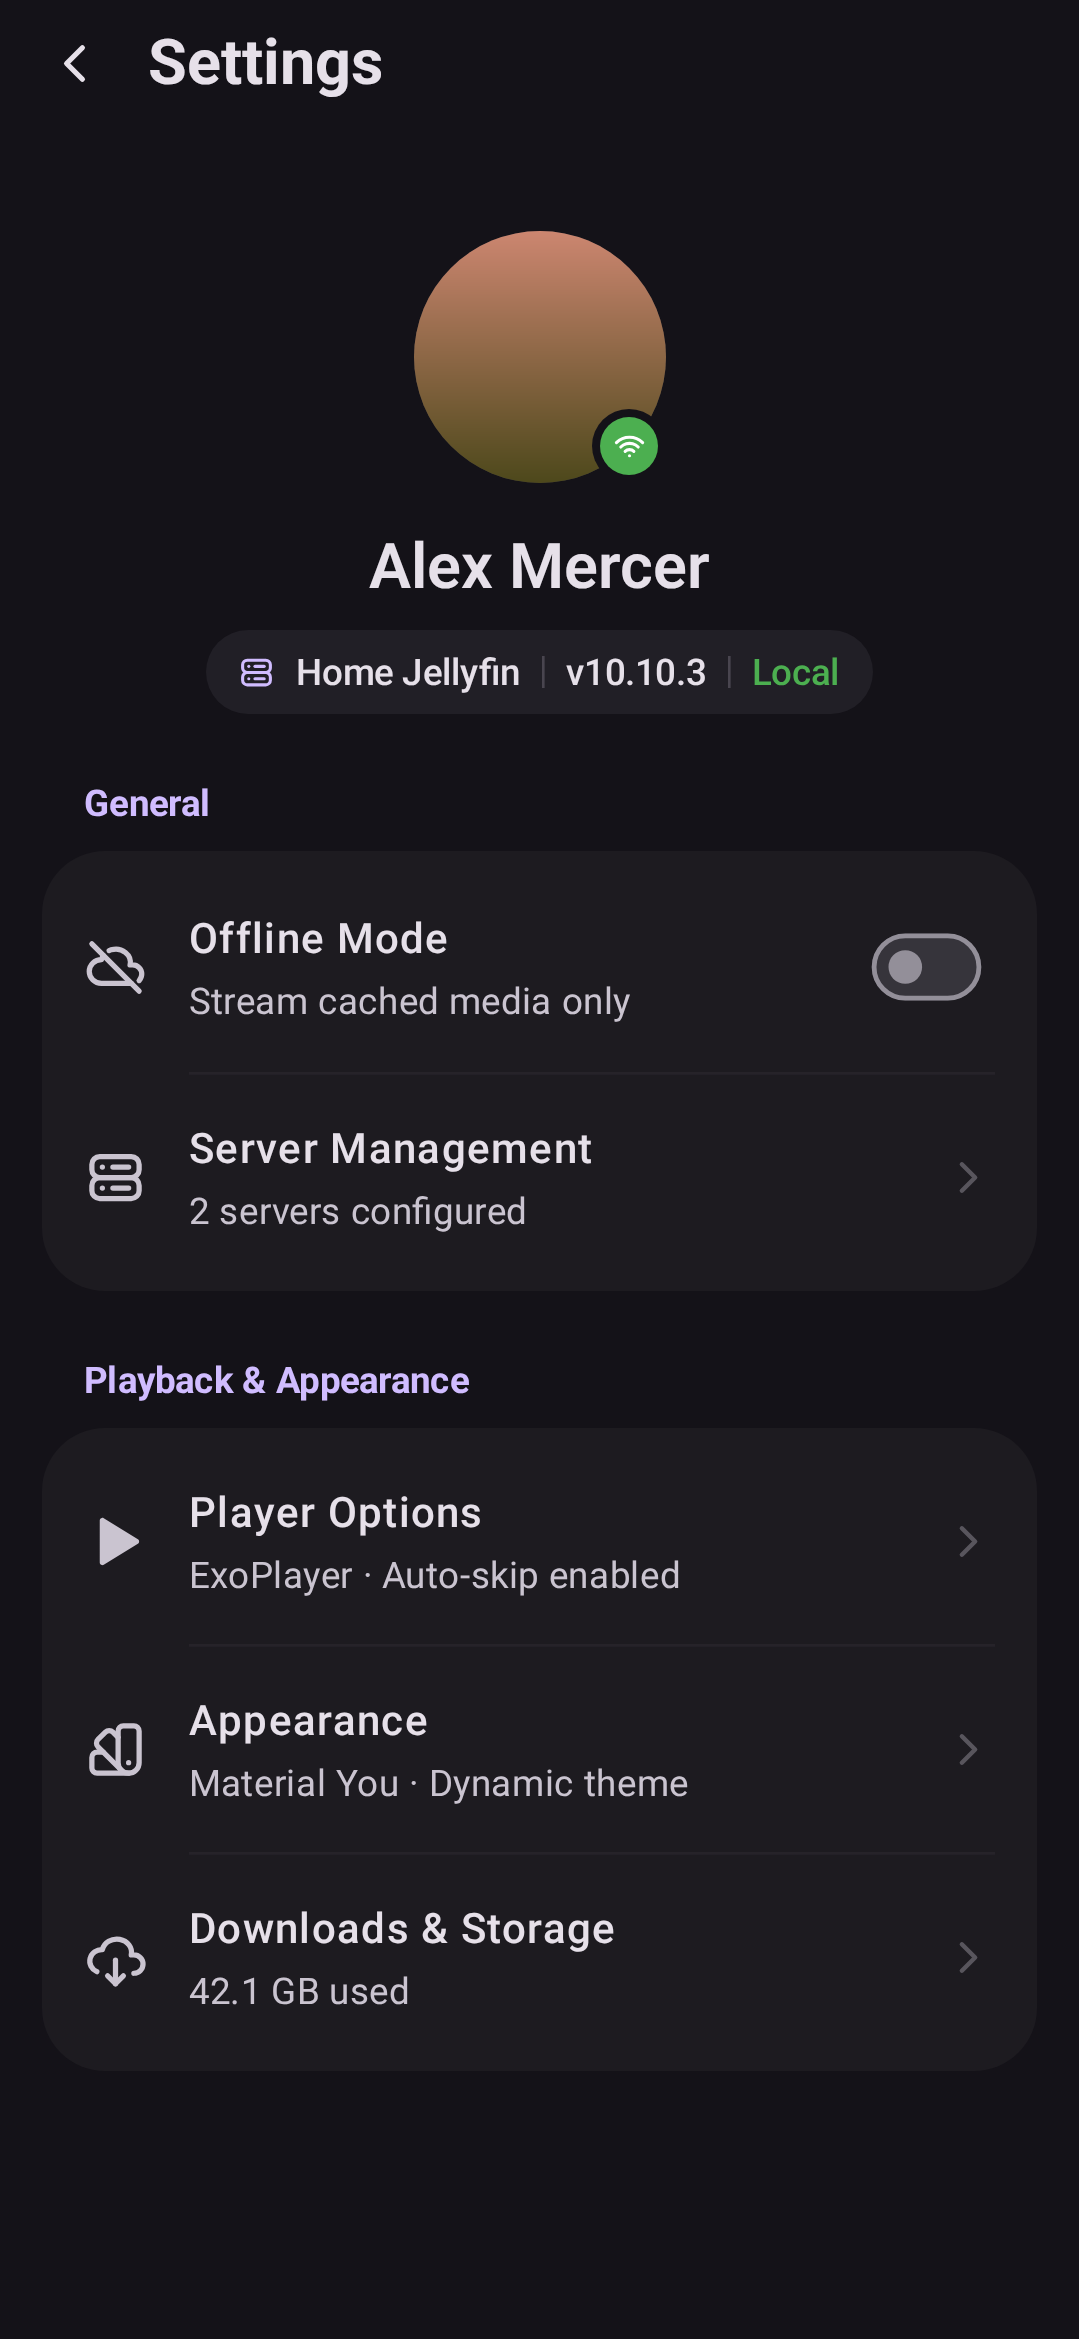 Settings
Alex Mercer
Home Jellyfin | v10.10.3 | Local
General
Offline Mode
Stream cached media only
Server Management
2 servers configured
Playback & Appearance
Player Options
ExoPlayer · Auto-skip enabled
Appearance
Material You · Dynamic theme
Downloads & Storage
42.1 GB used